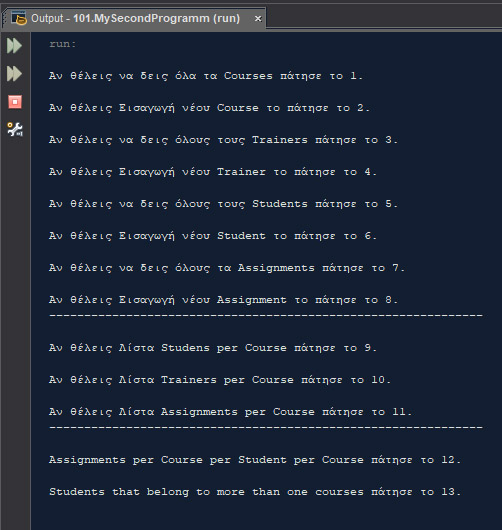 Output - 101.MySecondProgramm (run) ×
run:
Αν θέλεις να δεις όλα τα Courses πάτησε το 1.
Αν θέλεις Εισαγωγή νέου Course το πάτησε το 2.
Αν θέλεις να δεις όλους τους Trainers πάτησε το 3.
Αν θέλεις Εισαγωγή νέου Trainer το πάτησε το 4.
Αν θέλεις να δεις όλους τους Students πάτησε το 5.
Αν θέλεις Εισαγωγή νέου Student το πάτησε το 6.
Αν θέλεις να δεις όλους τα Assignments πάτησε το 7.
Αν θέλεις Εισαγωγή νέου Assignment το πάτησε το 8.
------------------------------------------------------
Αν θέλεις Λίστα Studens per Course πάτησε το 9.
Αν θέλεις Λίστα Trainers per Course πάτησε το 10.
Αν θέλεις Λίστα Assignments per Course πάτησε το 11.
------------------------------------------------------
Assignments per Course per Student per Course πάτησε το 12.
Students that belong to more than one courses πάτησε το 13.